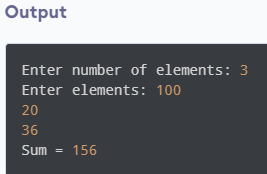 Output
Enter number of elements: 3
Enter elements: 100
20
36
Sum = 156